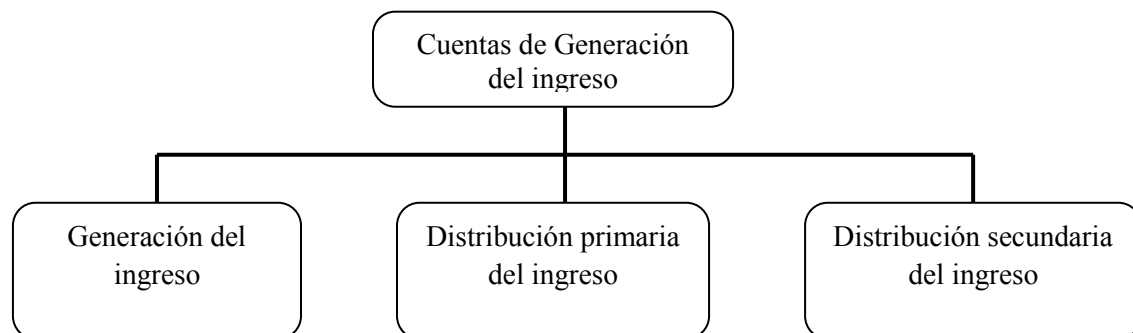 Cuentas de Generación
del ingreso
Generación del
ingreso
Distribución primaria
del ingreso
Distribución secundaria
del ingreso